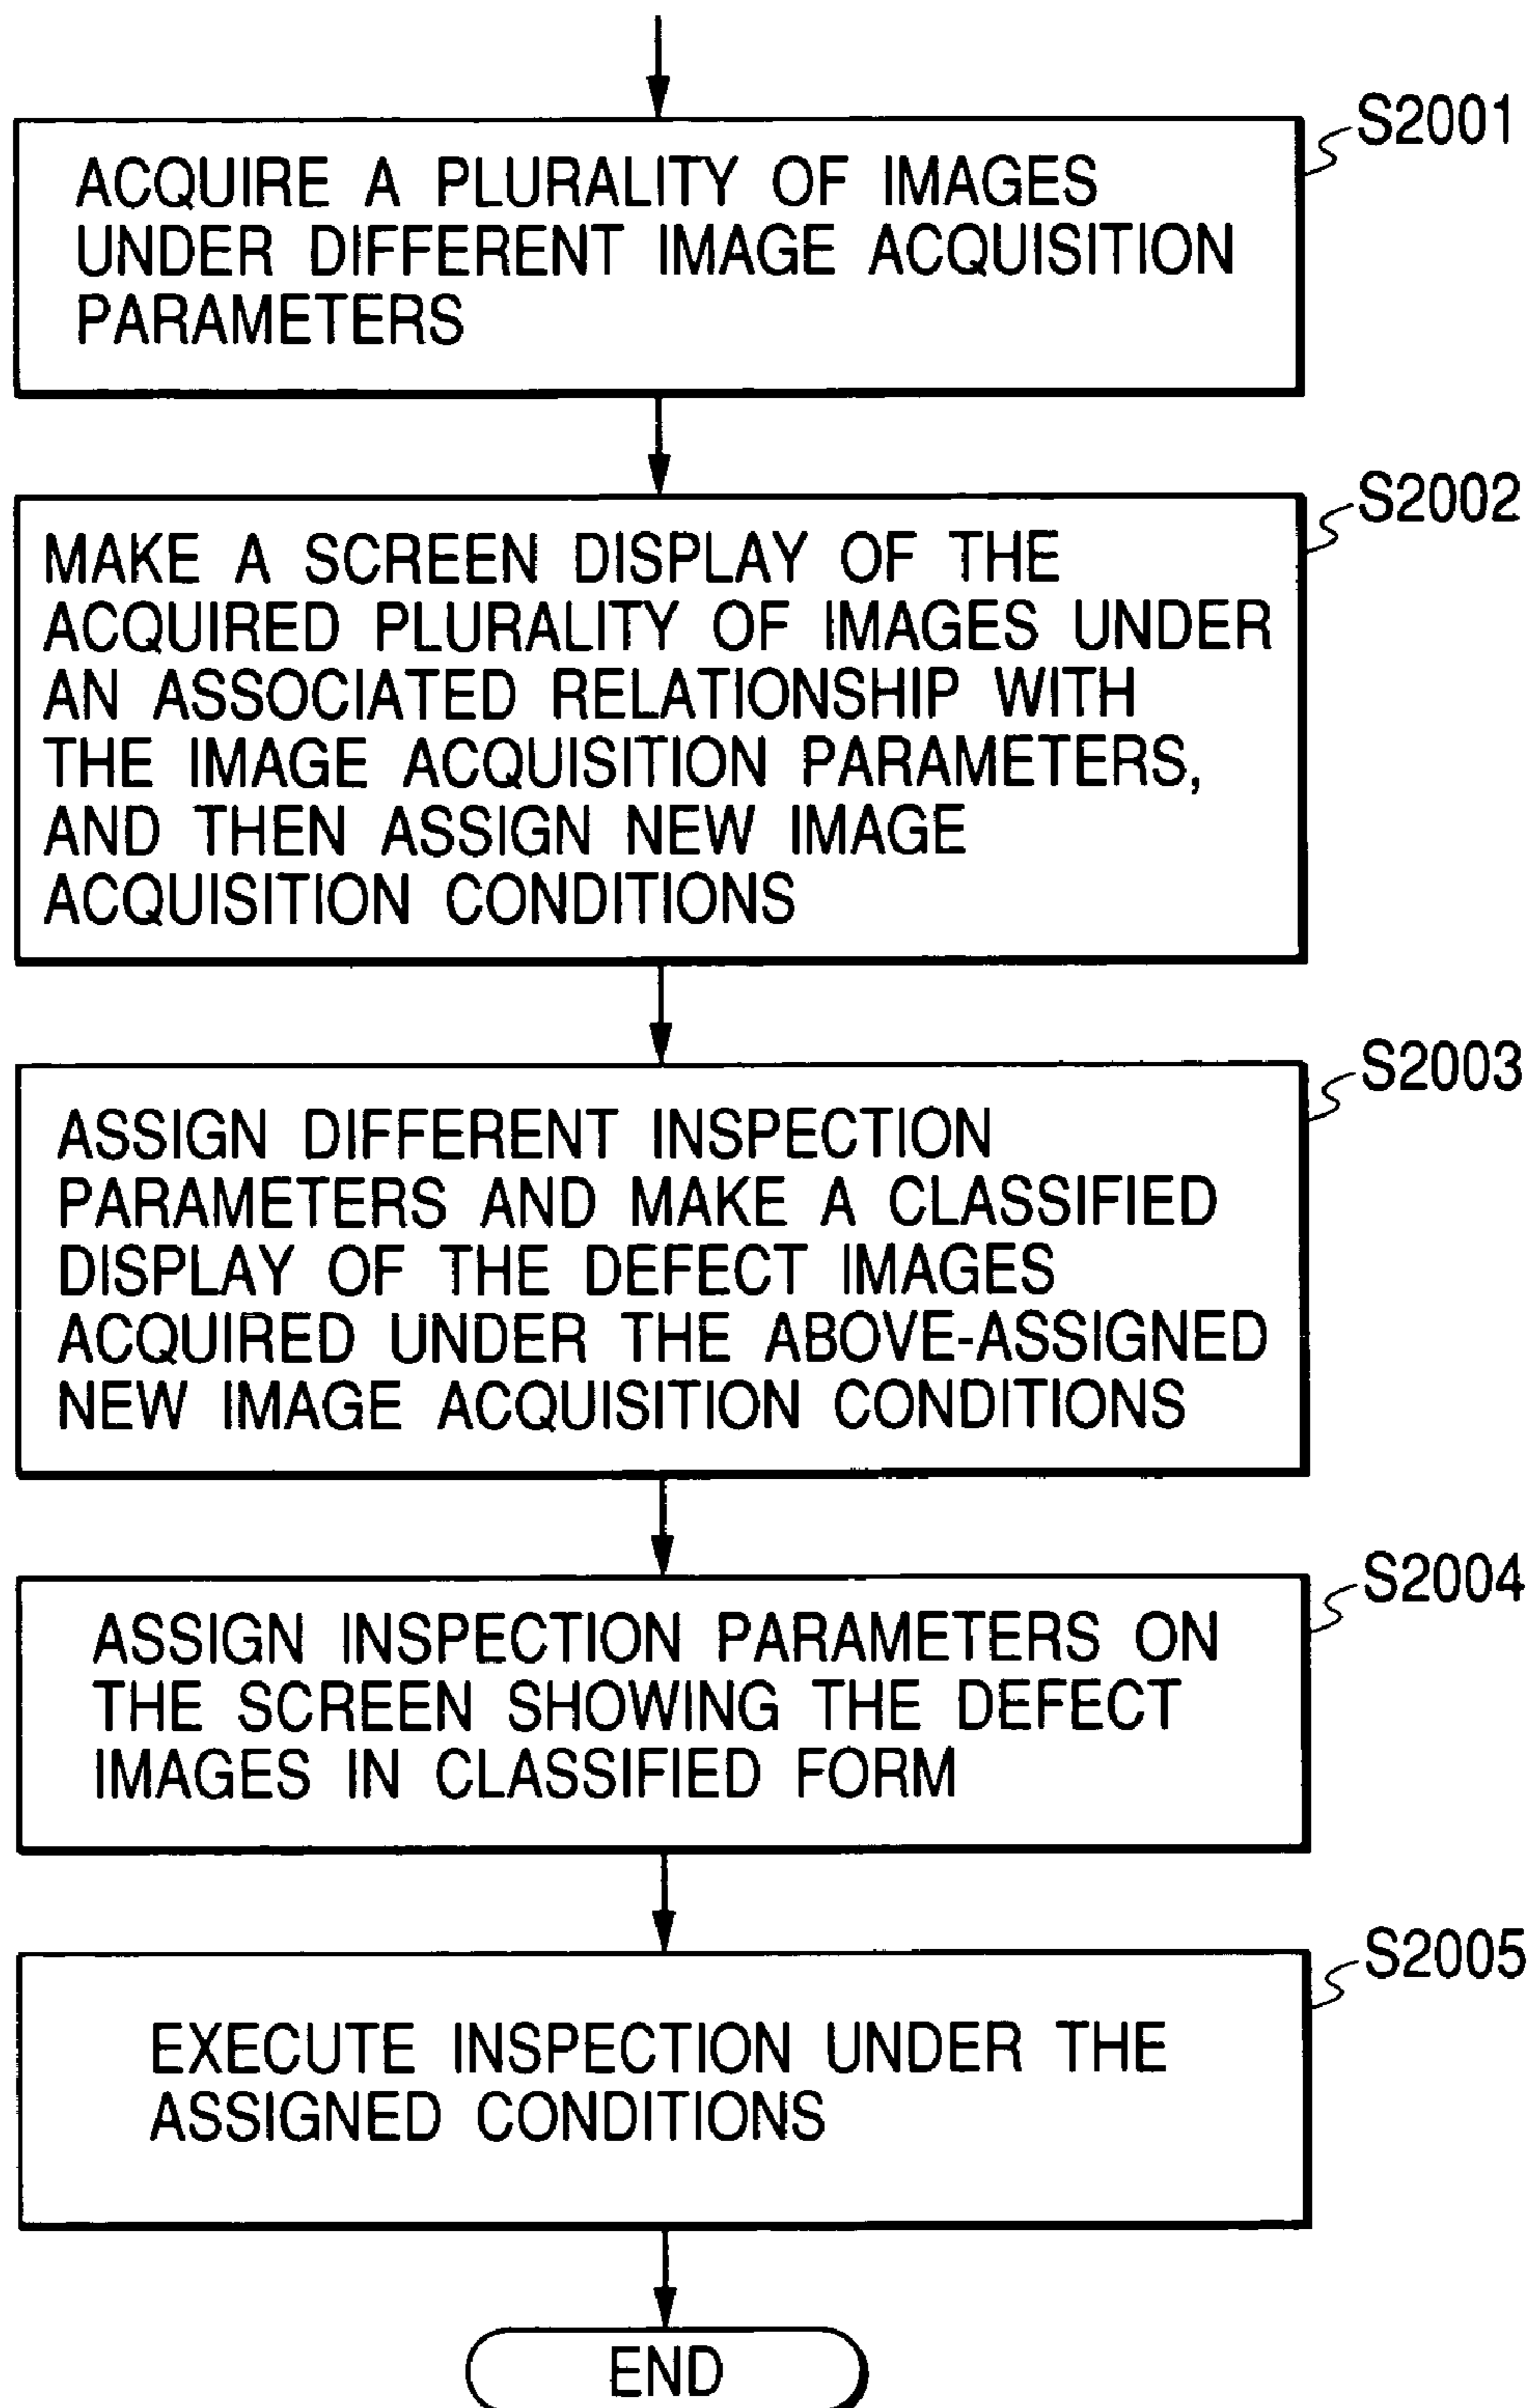 S2001
ACQUIRE A PLURALITY OF IMAGES
UNDER DIFFERENT IMAGE ACQUISITION
PARAMETERS
S2002
MAKE A SCREEN DISPLAY OF THE
ACQUIRED PLURALITY OF IMAGES UNDER
AN ASSOCIATED RELATIONSHIP WITH
THE IMAGE ACQUISITION PARAMETERS,
AND THEN ASSIGN NEW IMAGE
ACQUISITION CONDITIONS
S2003
ASSIGN DIFFERENT INSPECTION
PARAMETERS AND MAKE A CLASSIFIED
DISPLAY OF THE DEFECT IMAGES
ACQUIRED UNDER THE ABOVE-ASSIGNED
NEW IMAGE ACQUISITION CONDITIONS
S2004
ASSIGN INSPECTION PARAMETERS ON
THE SCREEN SHOWING THE DEFECT
IMAGES IN CLASSIFIED FORM
S2005
EXECUTE INSPECTION UNDER THE
ASSIGNED CONDITIONS
END